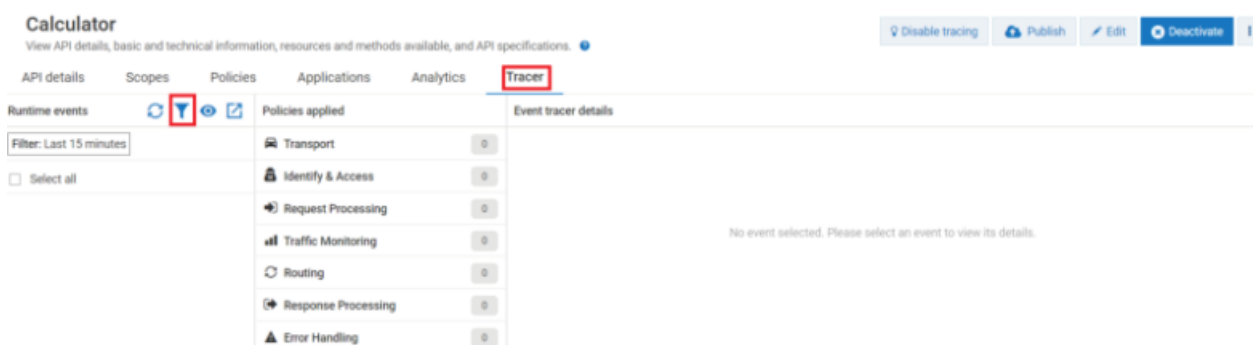 Calculator
View API details, basic and technical information, resources and methods available, and API specifications.
Disable tracing
Publish
Edit
Deactivate
API details
Scopes
Policies
Applications
Analytics
Tracer
Runtime events
Filter: Last 15 minutes
Select all
Policies applied
Transport 0
Identify & Access 0
Request Processing 0
Traffic Monitoring 0
Routing 0
Response Processing 0
Error Handling 0
Event tracer details
No event selected. Please select an event to view its details.